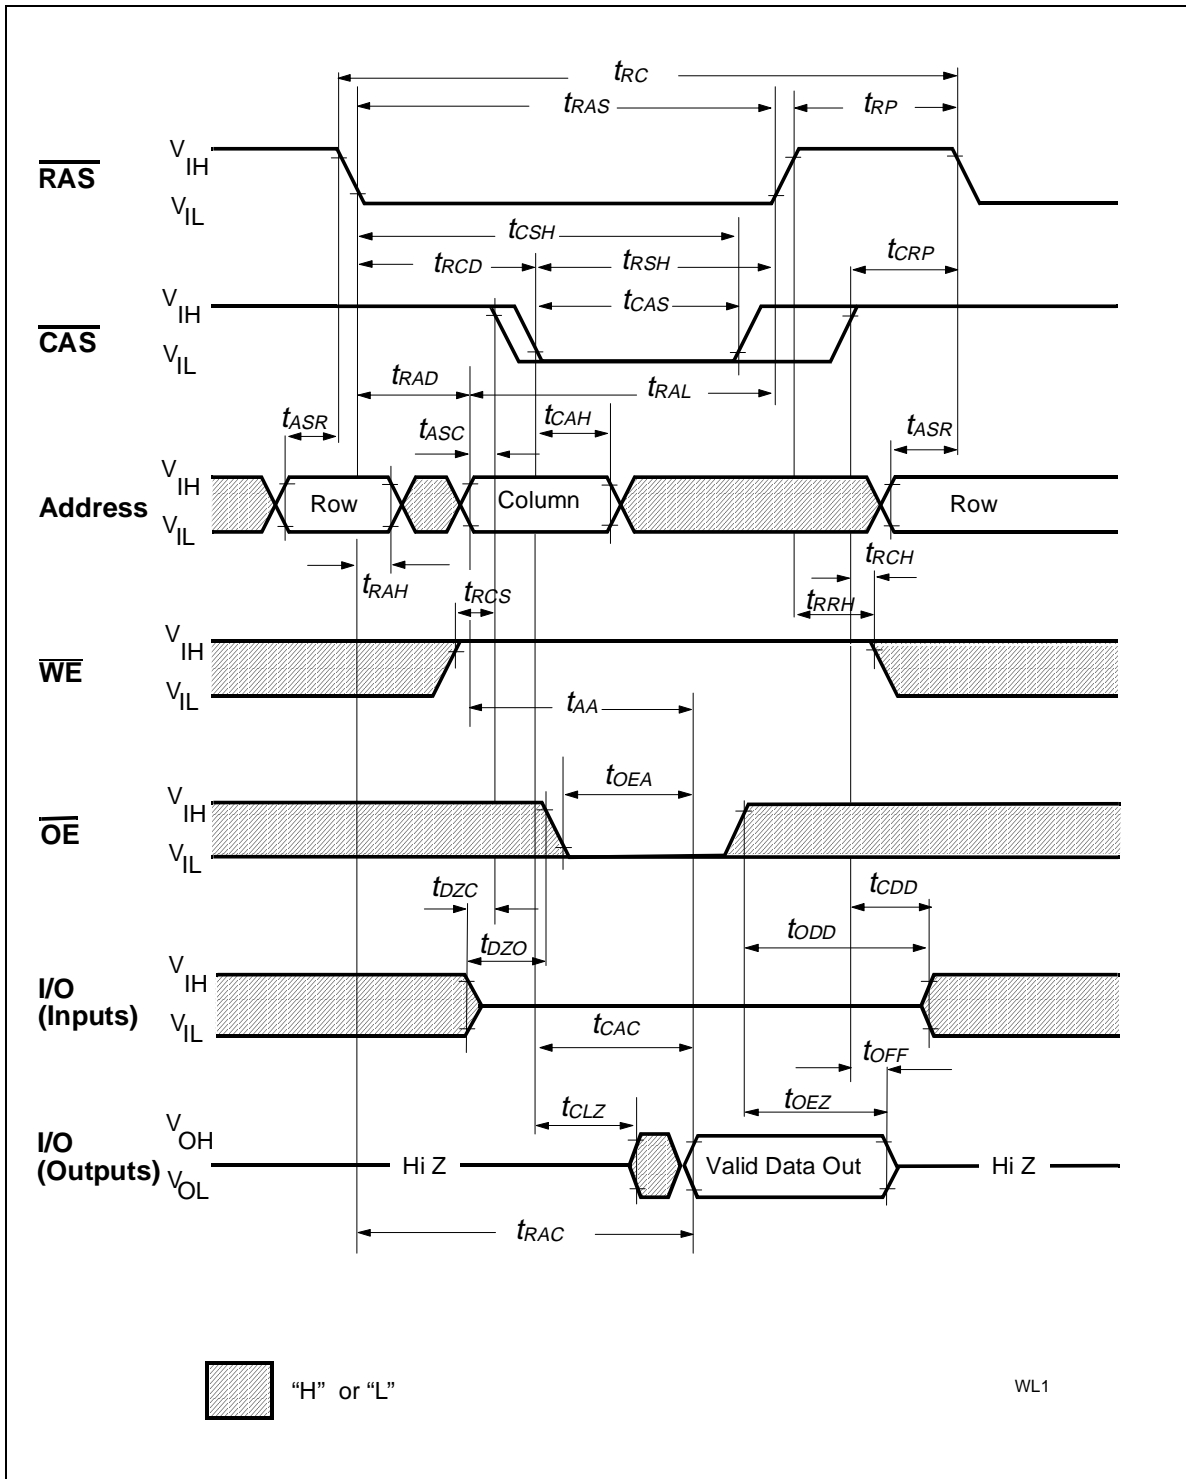 tRC
tRAS
tRP
RAS
VIH
VIL
tCSH
tRCD
tRSH
tCRP
tCAS
CAS
VIH
VIL
tRAD
tRAL
tASR
tASC
tCAH
tASR
Address
VIH
VIL
Row
Column
Row
tRAH
tRCS
tRCH
tRRH
WE
VIH
VIL
tAA
tOEA
OE
VIH
VIL
tDZC
tCDD
tDZO
tODD
I/O
(Inputs)
VIH
VIL
tCAC
tOFF
tCLZ
tOEZ
I/O
(Outputs)
VOH
VOL
Hi Z
Valid Data Out
Hi Z
tRAC
“H” or “L”
WL1